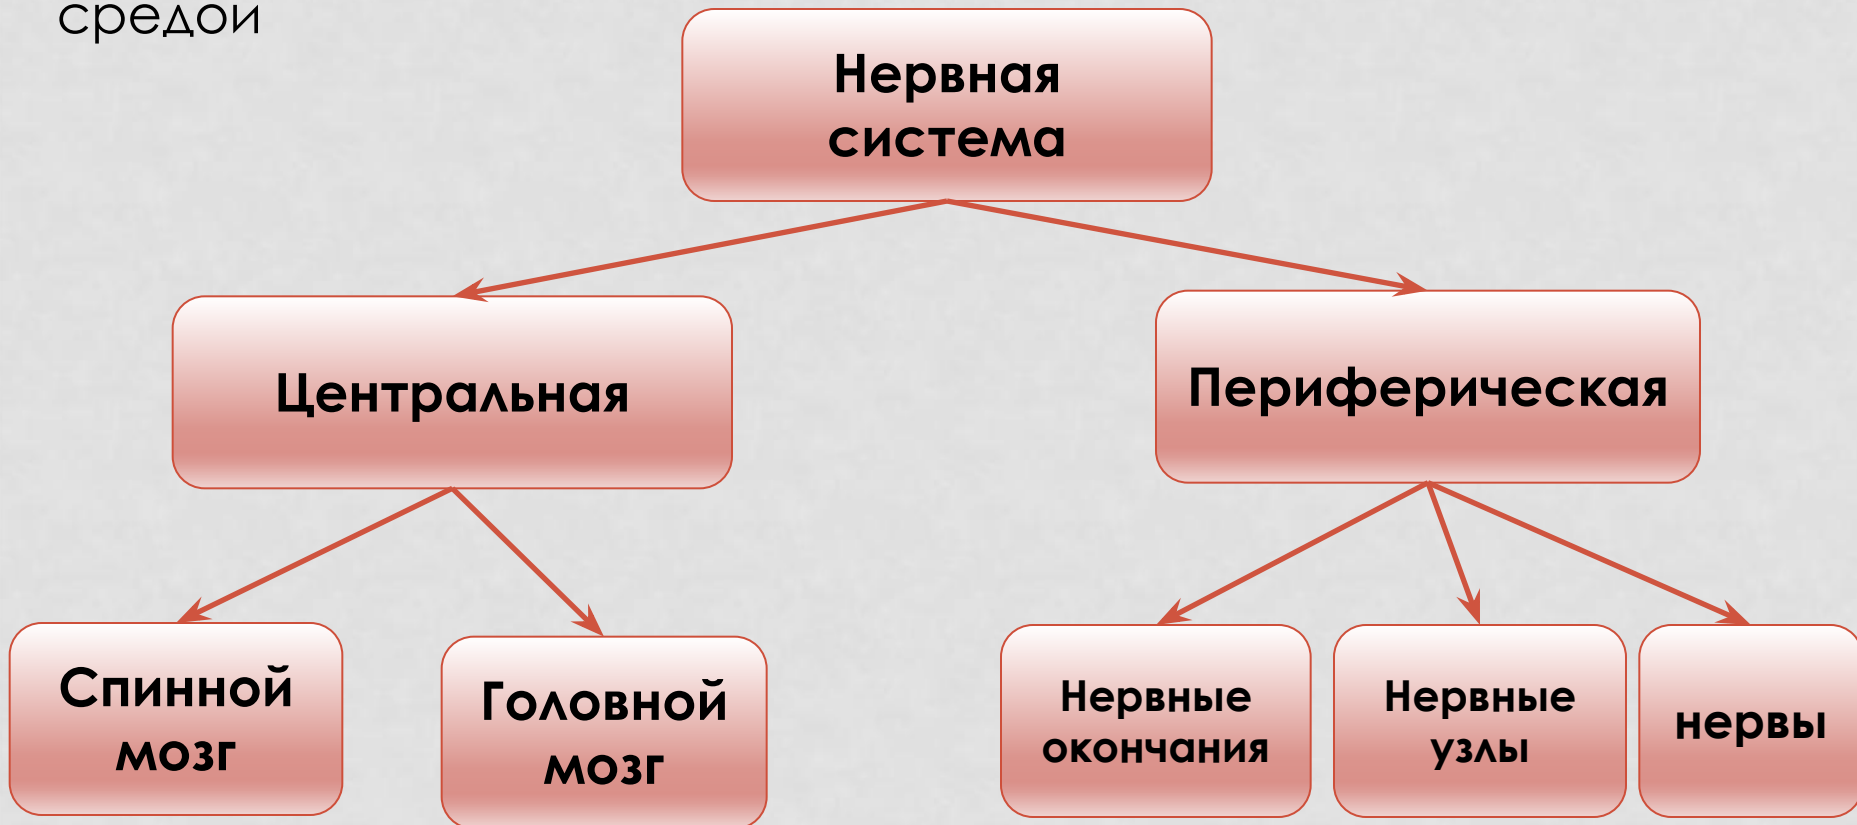 средой
Нервная
система
Центральная
Периферическая
Спинной
мозг
Головной
мозг
Нервные
окончания
Нервные
узлы
нервы